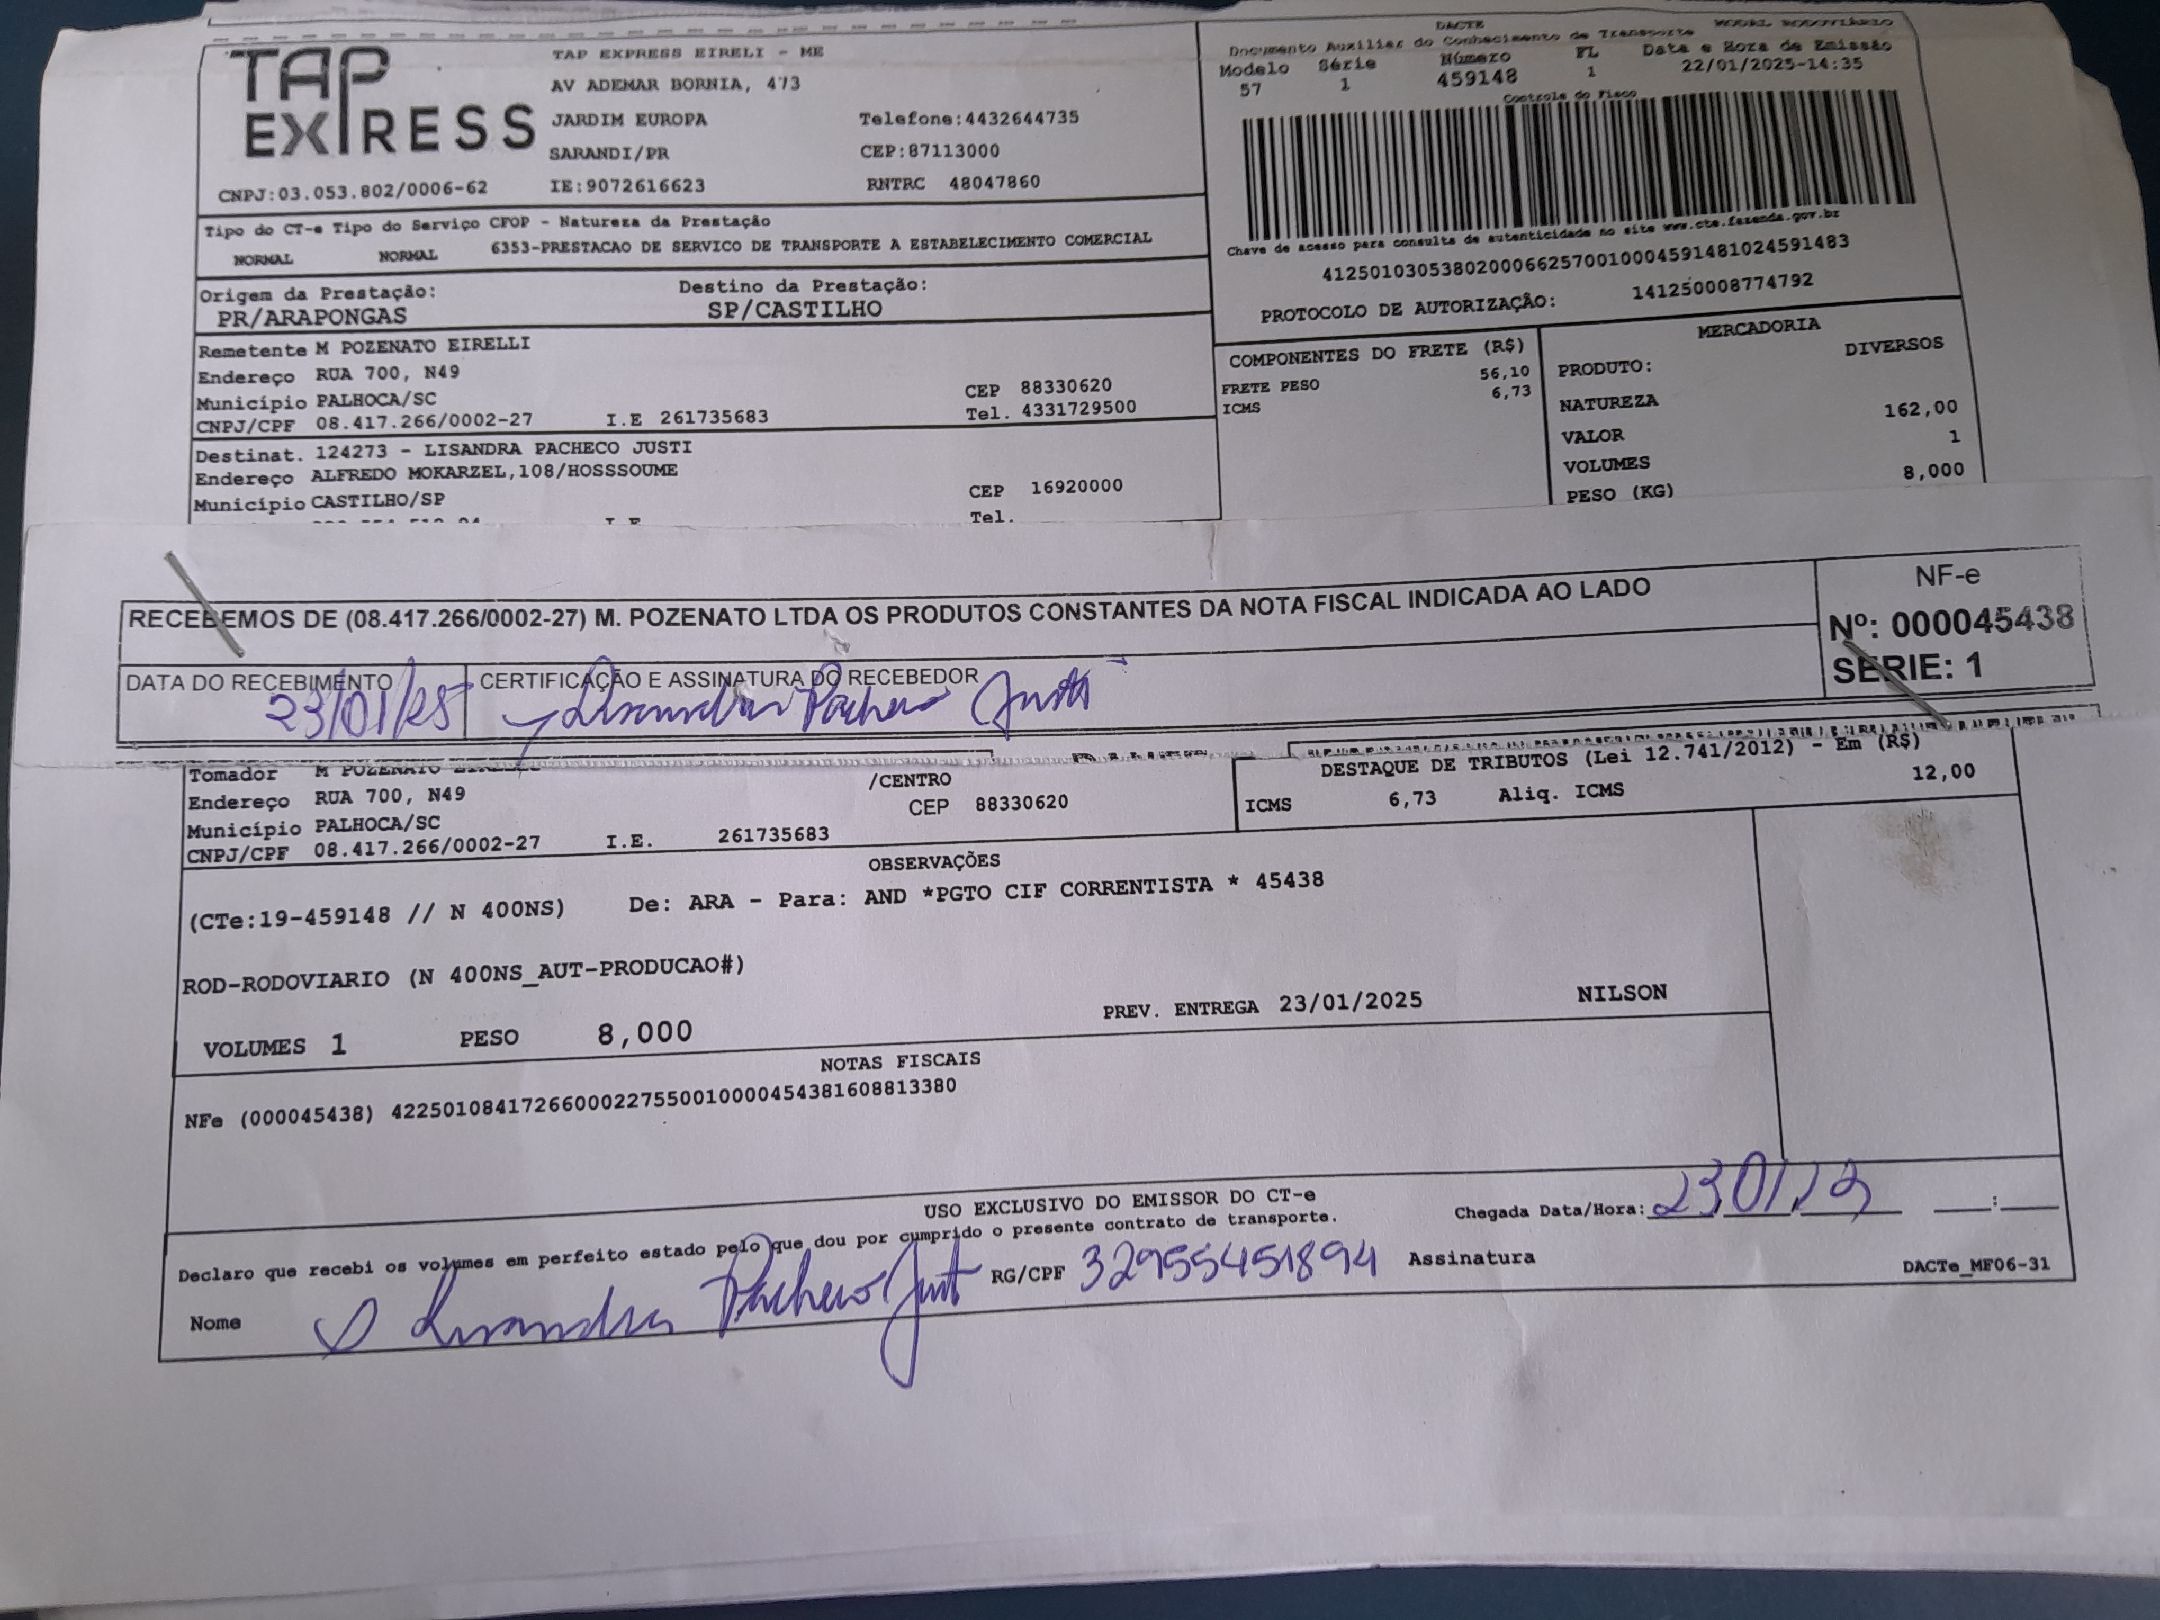 TAP EXPRESS
TAP EXPRESS EIRELI - ME
AV ADEMAR BORNIA, 473
JARDIM EUROPA Telefone:4432644735
SARANDI/PR CEP:87113000
CNPJ:03.053.802/0006-62 IE:9072616623 RNTRC 48047860
DACTE MODAL RODOVIÁRIO
Documento Auxiliar do Conhecimento de Transporte
Modelo Série Número FL Data e Hora de Emissão
57 1 459148 1 22/01/2025-14:35
Controle do Fisco
Chave de acesso para consulta de autenticidade no site www.cte.fazenda.gov.br
41250103053802000662570010004591481024591483
PROTOCOLO DE AUTORIZAÇÃO: 141250008774792
Tipo do CT-e Tipo do Serviço CFOP - Natureza da Prestação
NORMAL NORMAL 6353-PRESTACAO DE SERVICO DE TRANSPORTE A ESTABELECIMENTO COMERCIAL
Origem da Prestação: Destino da Prestação:
PR/ARAPONGAS SP/CASTILHO
Remetente M POZENATO EIRELLI
Endereço RUA 700, N49
Município PALHOCA/SC CEP 88330620
CNPJ/CPF 08.417.266/0002-27 I.E 261735683 Tel. 4331729500
Destinat. 124273 - LISANDRA PACHECO JUSTI
Endereço ALFREDO MOKARZEL,108/HOSSSOUME
Município CASTILHO/SP CEP 16920000
Tel.
COMPONENTES DO FRETE (R$)
FRETE PESO 56,10
ICMS 6,73
MERCADORIA
PRODUTO: DIVERSOS
NATUREZA
VALOR 162,00
VOLUMES 1
PESO (KG) 8,000
RECEBEMOS DE (08.417.266/0002-27) M. POZENATO LTDA OS PRODUTOS CONSTANTES DA NOTA FISCAL INDICADA AO LADO
NF-e
Nº: 000045438
SÉRIE: 1
DATA DO RECEBIMENTO CERTIFICAÇÃO E ASSINATURA DO RECEBEDOR
23/01/25 Lisandra Pacheco Justi
Tomador M POZENATO EIRELLI
Endereço RUA 700, N49 /CENTRO
Município PALHOCA/SC CEP 88330620
CNPJ/CPF 08.417.266/0002-27 I.E. 261735683
DESTAQUE DE TRIBUTOS (Lei 12.741/2012) - Em (R$)
ICMS 6,73 Aliq. ICMS 12,00
OBSERVAÇÕES
(CTe:19-459148 // N 400NS) De: ARA - Para: AND *PGTO CIF CORRENTISTA * 45438
ROD-RODOVIARIO (N 400NS_AUT-PRODUCAO#)
VOLUMES 1 PESO 8,000 PREV. ENTREGA 23/01/2025 NILSON
NOTAS FISCAIS
NFe (000045438) 42250108417266000227550010000454381608813380
USO EXCLUSIVO DO EMISSOR DO CT-e
Declaro que recebi os volumes em perfeito estado pelo que dou por cumprido o presente contrato de transporte.
Chegada Data/Hora: 23 01 :
Nome Lisandra Pacheco Justi RG/CPF 32955451894 Assinatura
DACTe_MF06-31